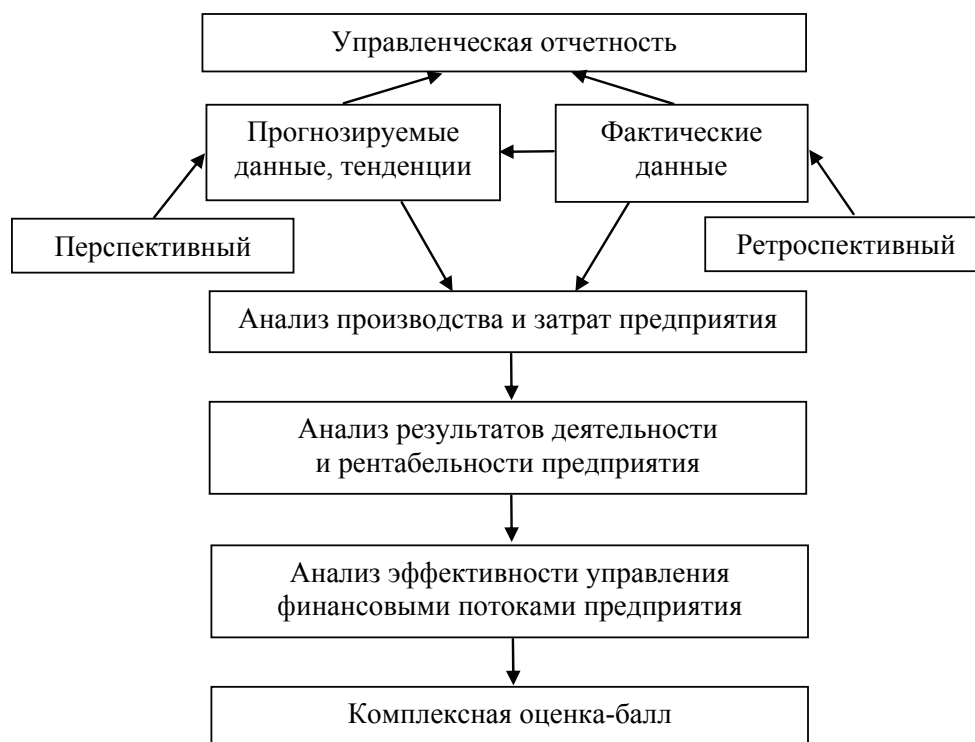 Управленческая отчетность
Прогнозируемые
данные, тенденции
Фактические
данные
Перспективный
Ретроспективный
Анализ производства и затрат предприятия
Анализ результатов деятельности
и рентабельности предприятия
Анализ эффективности управления
финансовыми потоками предприятия
Комплексная оценка-балл